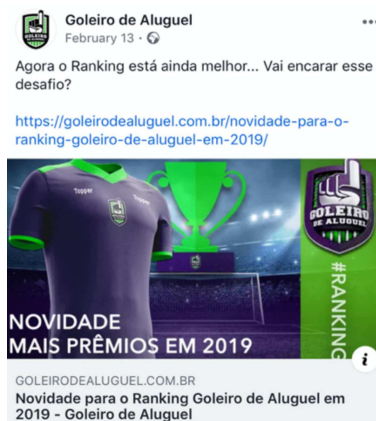 Goleiro de Aluguel
February 13 ·
Agora o Ranking está ainda melhor... Vai encarar esse
desafio?
https://goleirodealuguel.com.br/novidade-para-o-
ranking-goleiro-de-aluguel-em-2019/
Topper
Topper
GOLEIRO
DE ALUGUEL
#RANKING
NOVIDADE
MAIS PRÊMIOS EM 2019
GOLEIRODEALUGUEL.COM.BR
Novidade para o Ranking Goleiro de Aluguel em
2019 - Goleiro de Aluguel